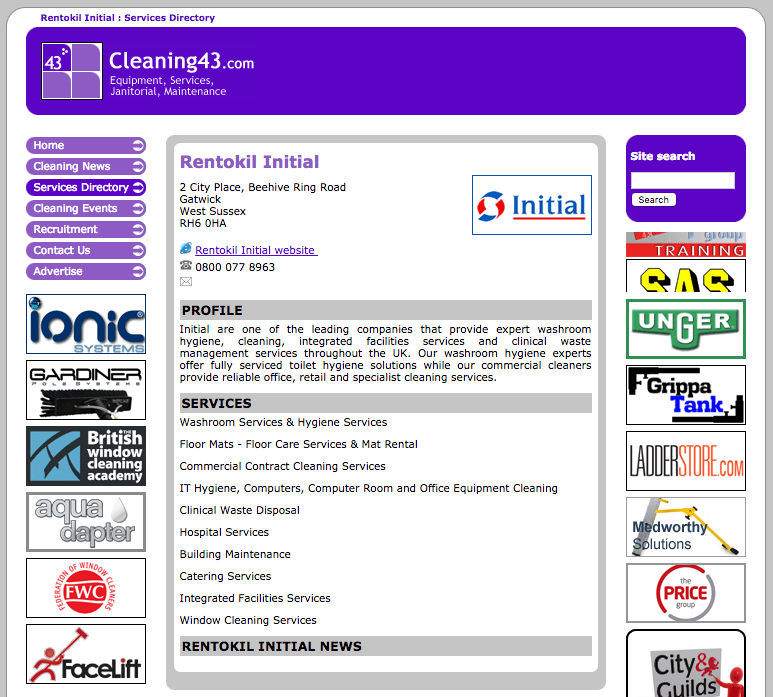 Rentokil Initial : Services Directory
43
Cleaning43.com
Equipment, Services,
Janitorial, Maintenance
Home
Cleaning News
Services Directory
Cleaning Events
Recruitment
Contact Us
Advertise
ionic
SYSTEMS
GARDINER
POLE SYSTEMS
THE
British
window
cleaning
academy
aqua
dapter
FEDERATION OF WINDOW CLEANERS
FWC
FaceLift
Rentokil Initial
2 City Place, Beehive Ring Road
Gatwick
West Sussex
RH6 0HA
Initial
Rentokil Initial website
0800 077 8963
PROFILE
Initial are one of the leading companies that provide expert washroom
hygiene, cleaning, integrated facilities services and clinical waste
management services throughout the UK. Our washroom hygiene experts
offer fully serviced toilet hygiene solutions while our commercial cleaners
provide reliable office, retail and specialist cleaning services.
SERVICES
Washroom Services & Hygiene Services
Floor Mats - Floor Care Services & Mat Rental
Commercial Contract Cleaning Services
IT Hygiene, Computers, Computer Room and Office Equipment Cleaning
Clinical Waste Disposal
Hospital Services
Building Maintenance
Catering Services
Integrated Facilities Services
Window Cleaning Services
RENTOKIL INITIAL NEWS
Site search
Search
group
TRAINING
SAS
UNGER
Grippa
Tank
LADDERSTORE.COM
Medworthy
Solutions
the
PRICE
group
City&
Guilds